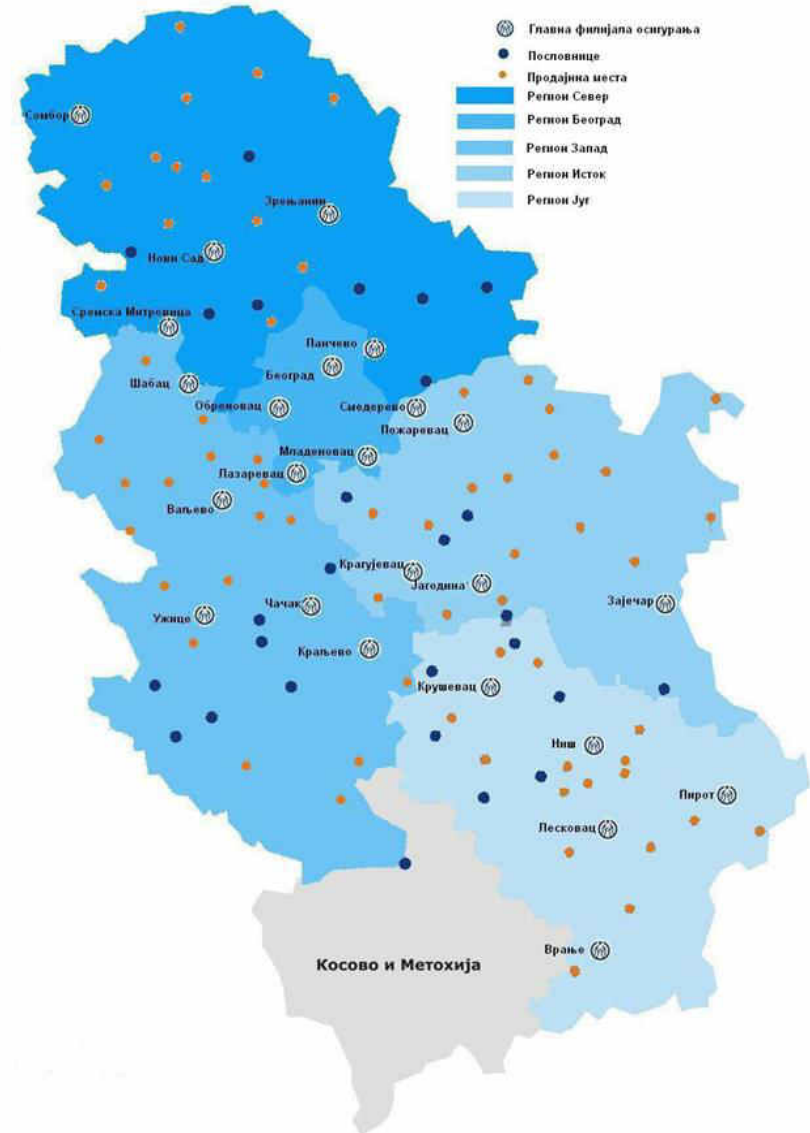 Главна филијала осигурања
Пословнице
Продајина места
Регион Север
Регион Београд
Регион Запад
Регион Исток
Регион Југ
Сомбор
Зрењанин
Нови Сад
Сремска Митровица
Панчево
Београд
Шабац
Обреновац
Смедерево
Пожаревац
Младеновац
Лазаревац
Ваљево
Крагујевац
Јагодина
Зајечар
Ужице
Чачак
Краљево
Крушевац
Ниш
Пирот
Лесковац
Врање
Косово и Метохија